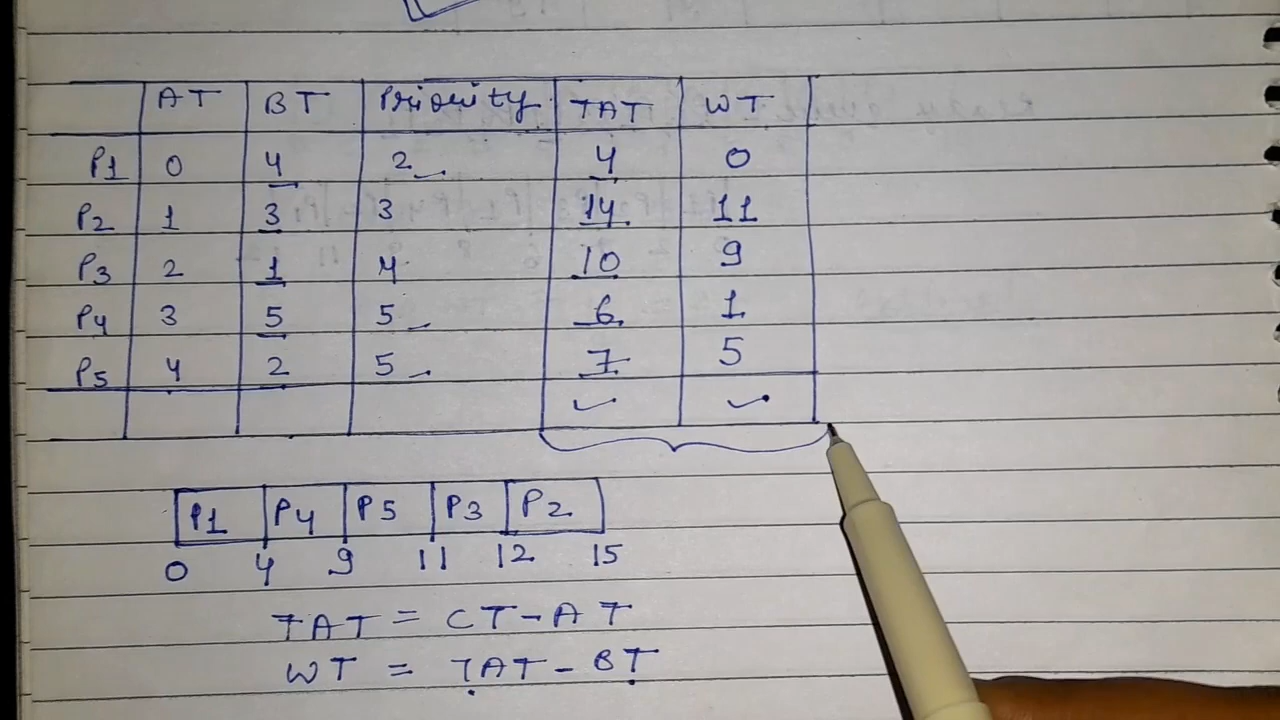 AT BT Priority TAT WT
P1 0 4 2 4 0
P2 1 3 3 14 11
P3 2 1 4 10 9
P4 3 5 5 6 1
P5 4 2 5 7 5
✓ ✓
P1 P4 P5 P3 P2
0 4 9 11 12 15
TAT = CT - AT
WT = TAT - BT